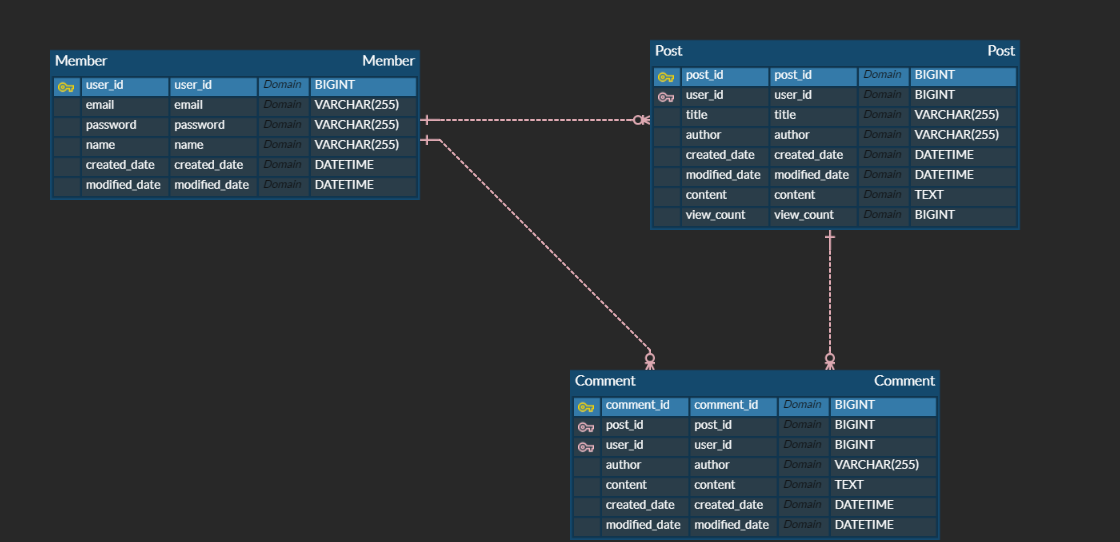 Member Member
user_id user_id Domain BIGINT
email email Domain VARCHAR(255)
password password Domain VARCHAR(255)
name name Domain VARCHAR(255)
created_date created_date Domain DATETIME
modified_date modified_date Domain DATETIME
Post Post
post_id post_id Domain BIGINT
user_id user_id Domain BIGINT
title title Domain VARCHAR(255)
author author Domain VARCHAR(255)
created_date created_date Domain DATETIME
modified_date modified_date Domain DATETIME
content content Domain TEXT
view_count view_count Domain BIGINT
Comment Comment
comment_id comment_id Domain BIGINT
post_id post_id Domain BIGINT
user_id user_id Domain BIGINT
author author Domain VARCHAR(255)
content content Domain TEXT
created_date created_date Domain DATETIME
modified_date modified_date Domain DATETIME